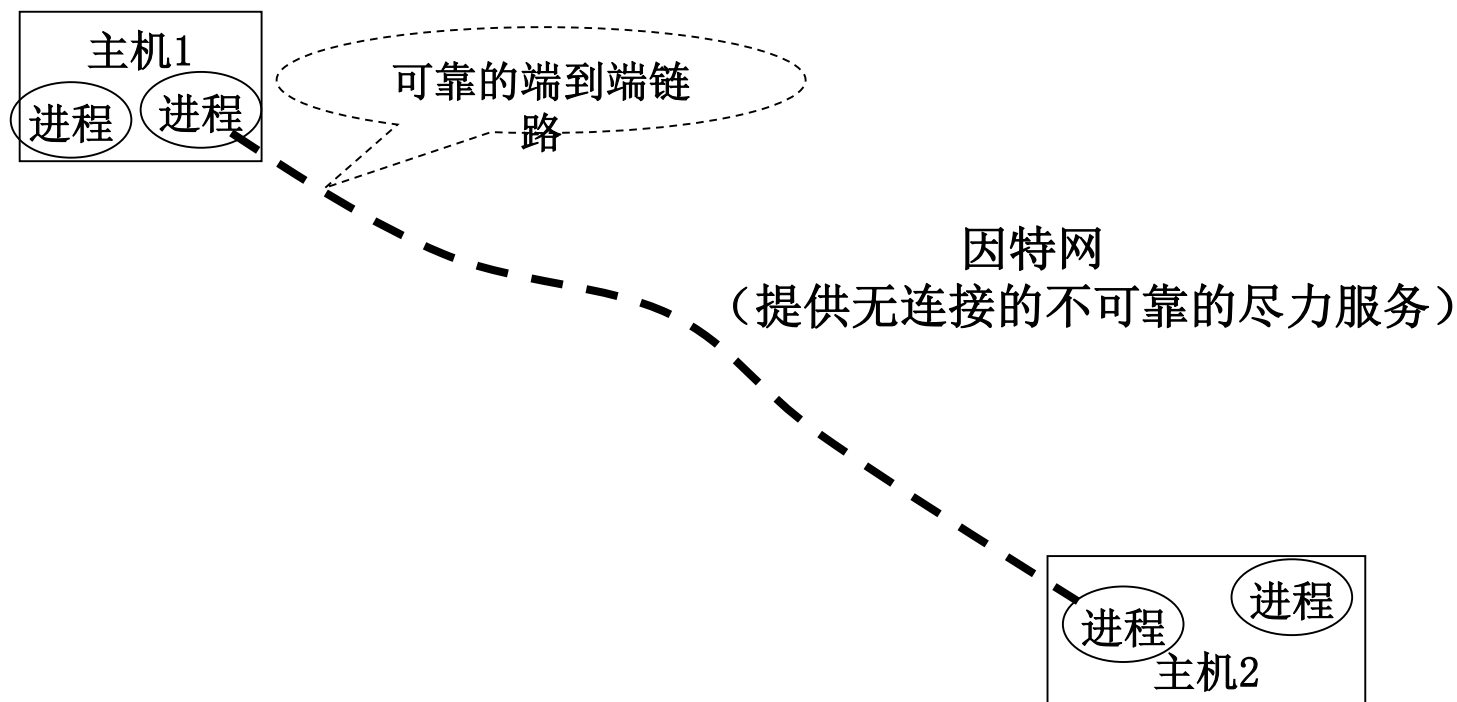 主机1
进程
进程
可靠的端到端链
路
因特网
（提供无连接的不可靠的尽力服务）
进程
进程
主机2